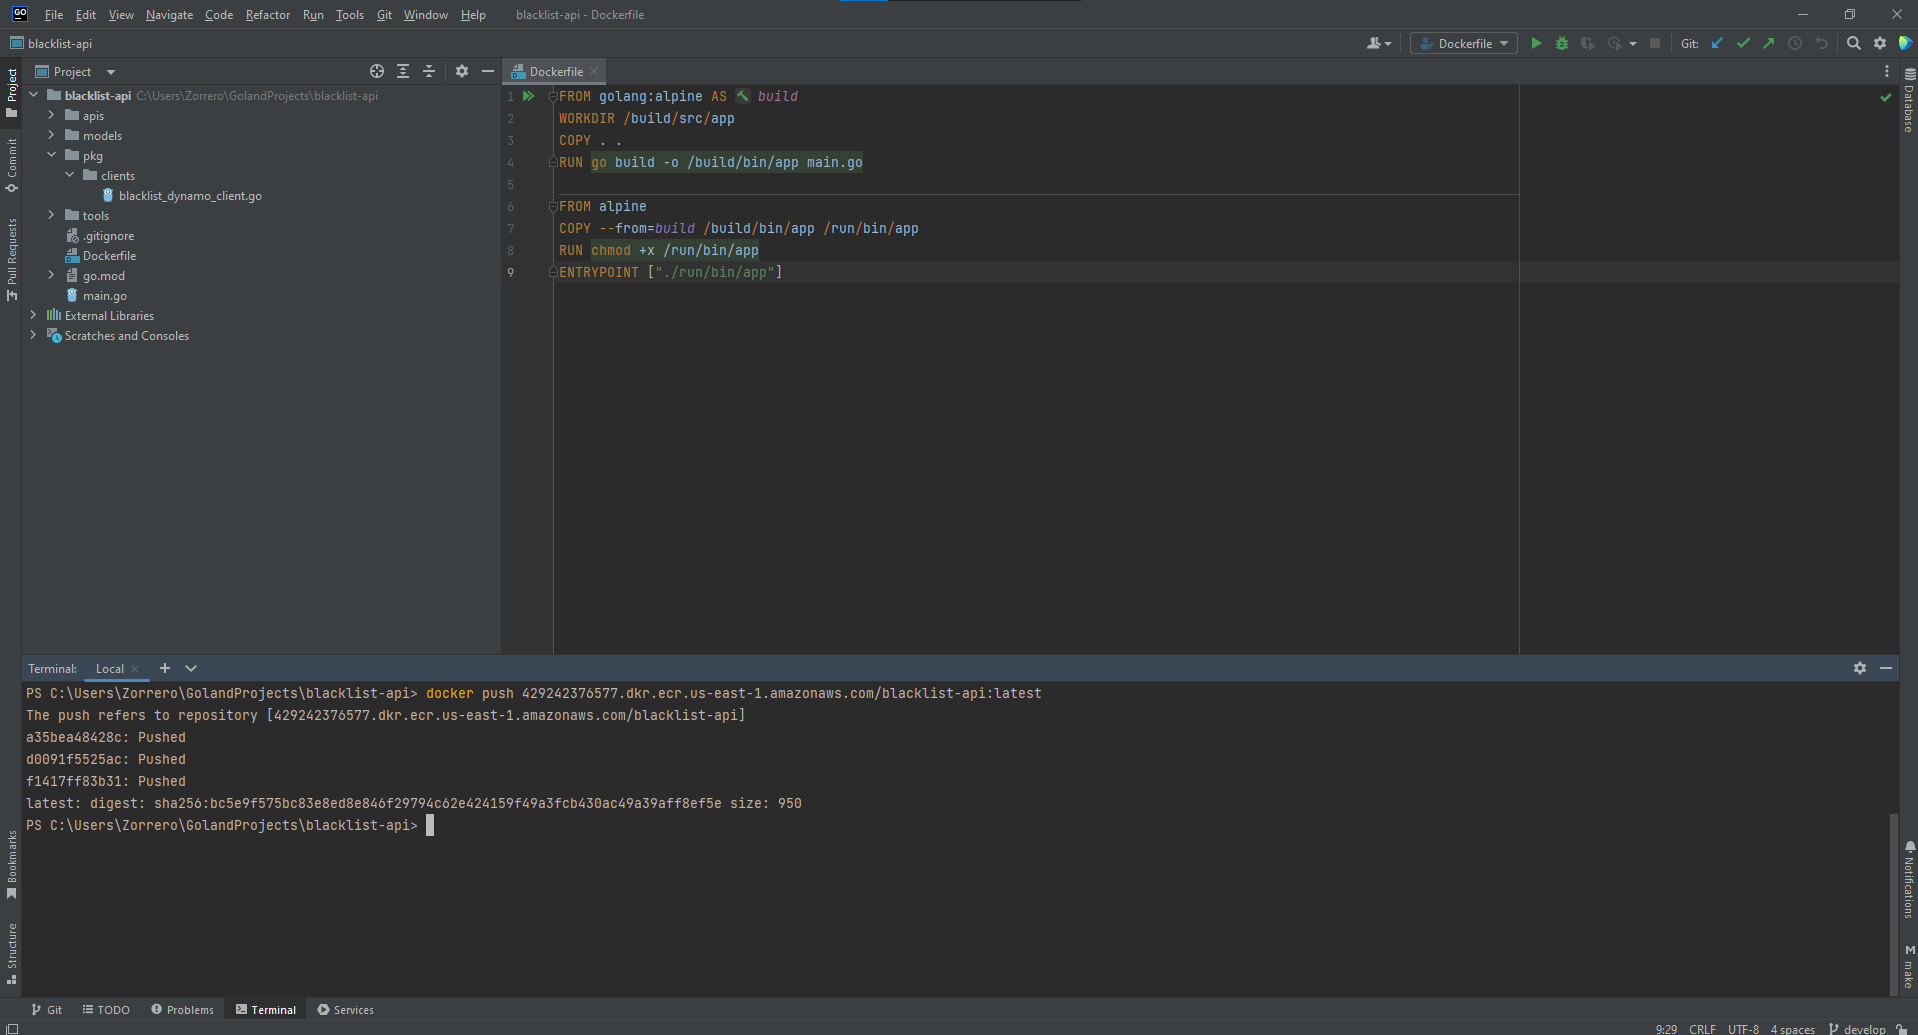 GO File Edit View Navigate Code Refactor Run Tools Git Window Help blacklist-api - Dockerfile
blacklist-api
Dockerfile
Git:
Project
Dockerfile
Project
Commit
Pull Requests
Bookmarks
Structure
blacklist-api C:\Users\Zorrero\GolandProjects\blacklist-api
apis
models
pkg
clients
blacklist_dynamo_client.go
tools
.gitignore
Dockerfile
go.mod
main.go
External Libraries
Scratches and Consoles
1 FROM golang:alpine AS build
2 WORKDIR /build/src/app
3 COPY . .
4 RUN go build -o /build/bin/app main.go
5
6 FROM alpine
7 COPY --from=build /build/bin/app /run/bin/app
8 RUN chmod +x /run/bin/app
9 ENTRYPOINT ["./run/bin/app"]
Database
Notifications
M make
Terminal: Local
PS C:\Users\Zorrero\GolandProjects\blacklist-api> docker push 429242376577.dkr.ecr.us-east-1.amazonaws.com/blacklist-api:latest
The push refers to repository [429242376577.dkr.ecr.us-east-1.amazonaws.com/blacklist-api]
a35bea48428c: Pushed
d0091f5525ac: Pushed
f1417ff83b31: Pushed
latest: digest: sha256:bc5e9f575bc83e8ed8e846f29794c62e424159f49a3fcb430ac49a39aff8ef5e size: 950
PS C:\Users\Zorrero\GolandProjects\blacklist-api>
Git TODO Problems Terminal Services
9:29 CRLF UTF-8 4 spaces develop